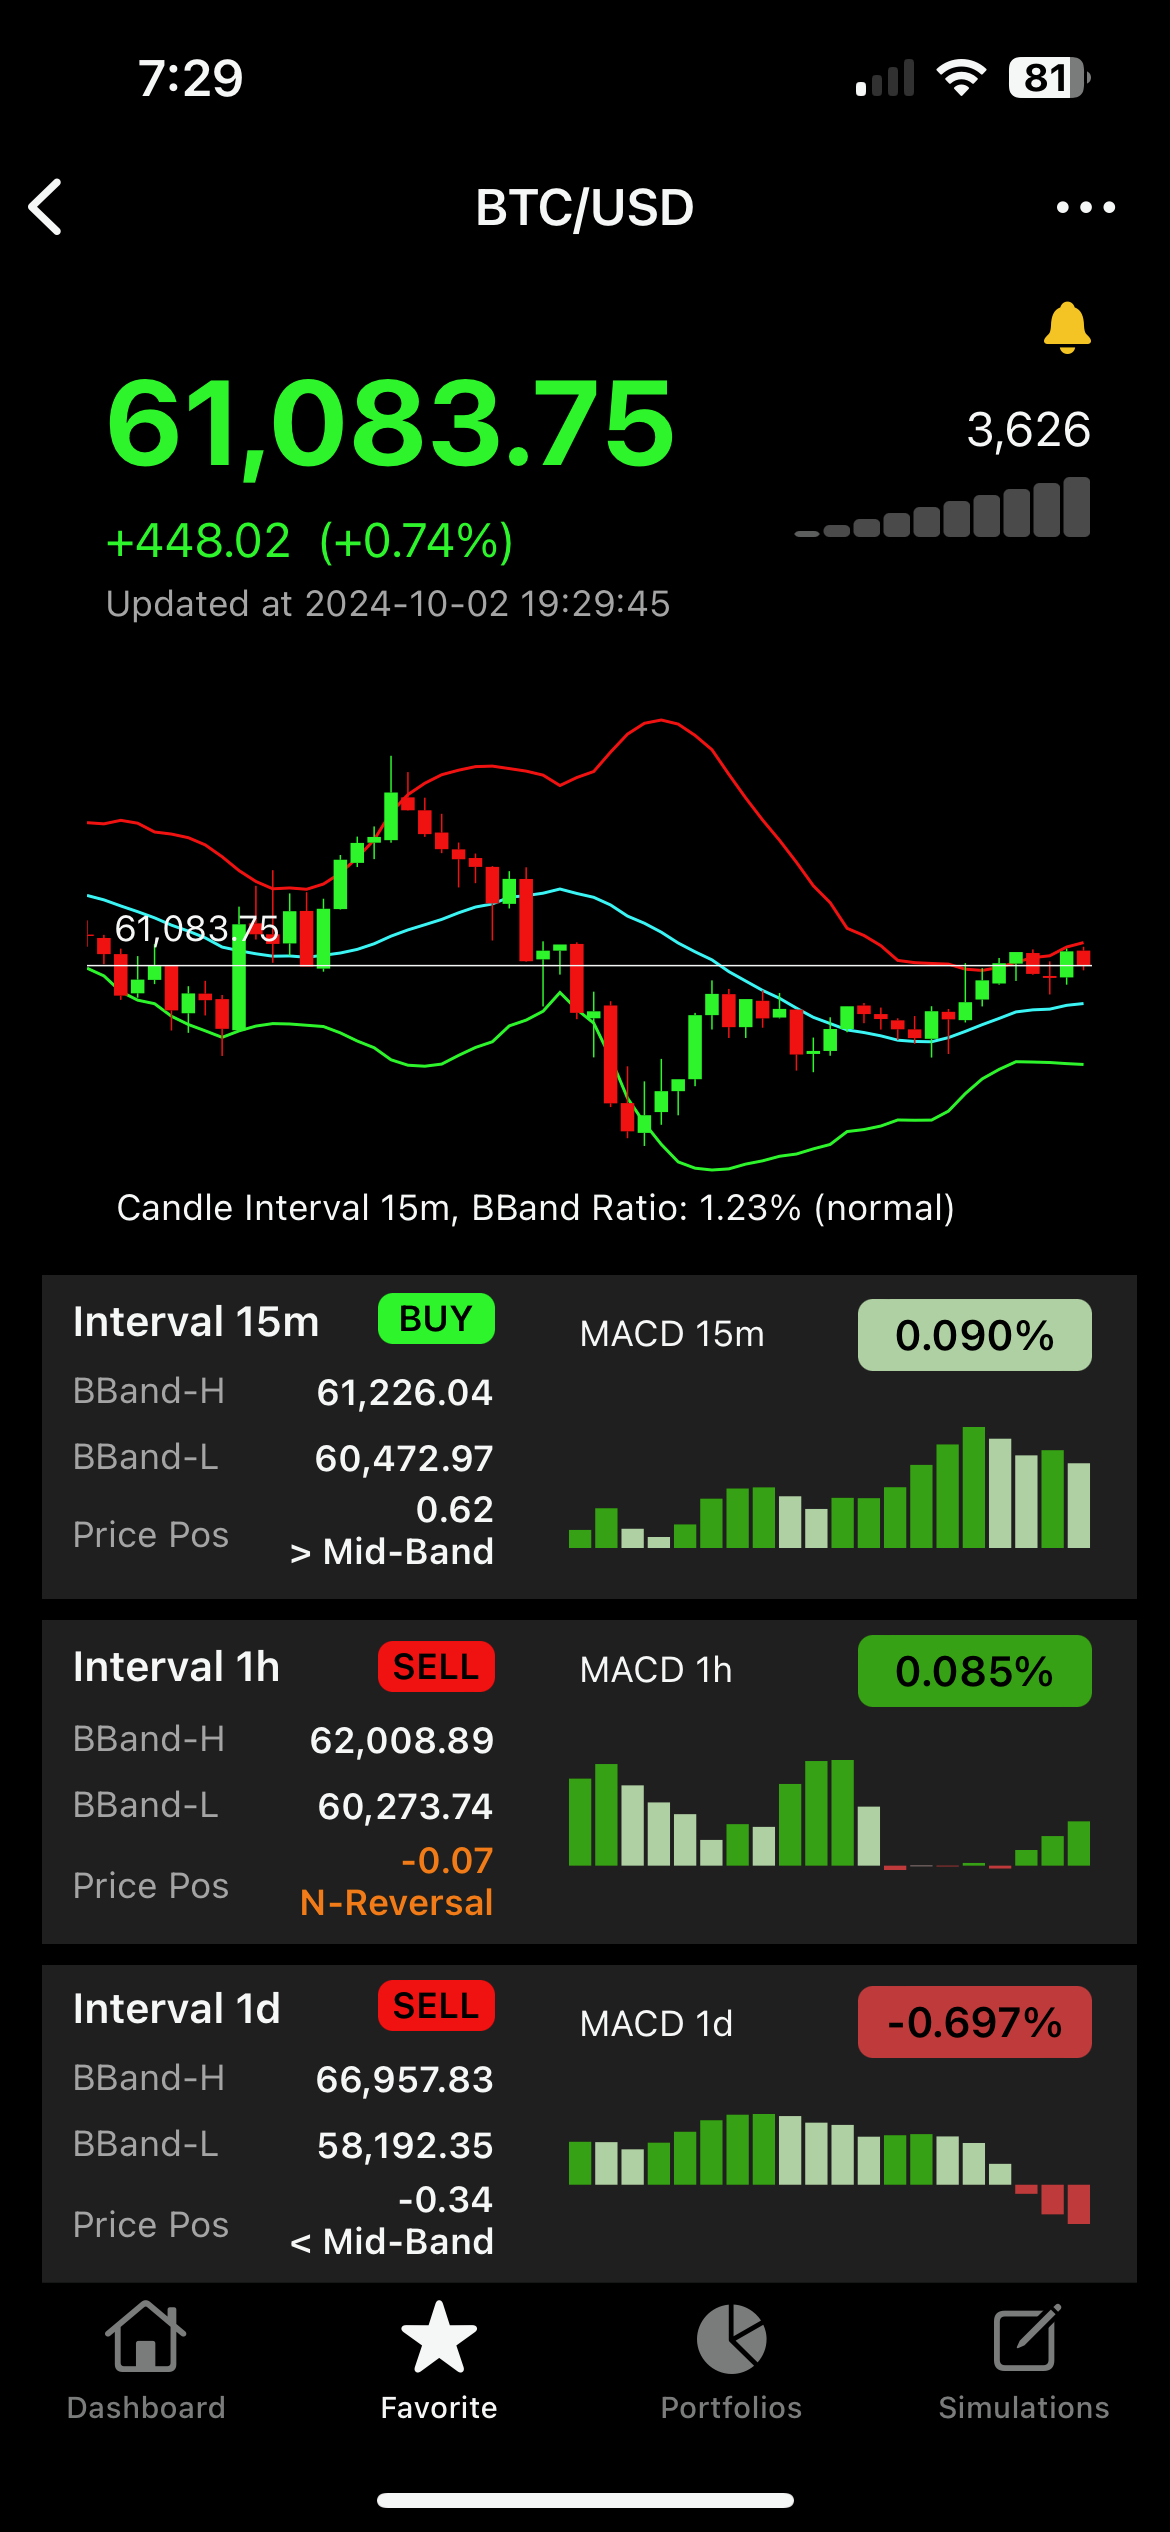 7:29
81
BTC/USD
61,083.75
3,626
+448.02 (+0.74%)
Updated at 2024-10-02 19:29:45
61,083.75
Candle Interval 15m, BBand Ratio: 1.23% (normal)
Interval 15m BUY MACD 15m 0.090%
BBand-H 61,226.04
BBand-L 60,472.97
Price Pos 0.62
> Mid-Band
Interval 1h SELL MACD 1h 0.085%
BBand-H 62,008.89
BBand-L 60,273.74
Price Pos -0.07
N-Reversal
Interval 1d SELL MACD 1d -0.697%
BBand-H 66,957.83
BBand-L 58,192.35
Price Pos -0.34
< Mid-Band
Dashboard Favorite Portfolios Simulations